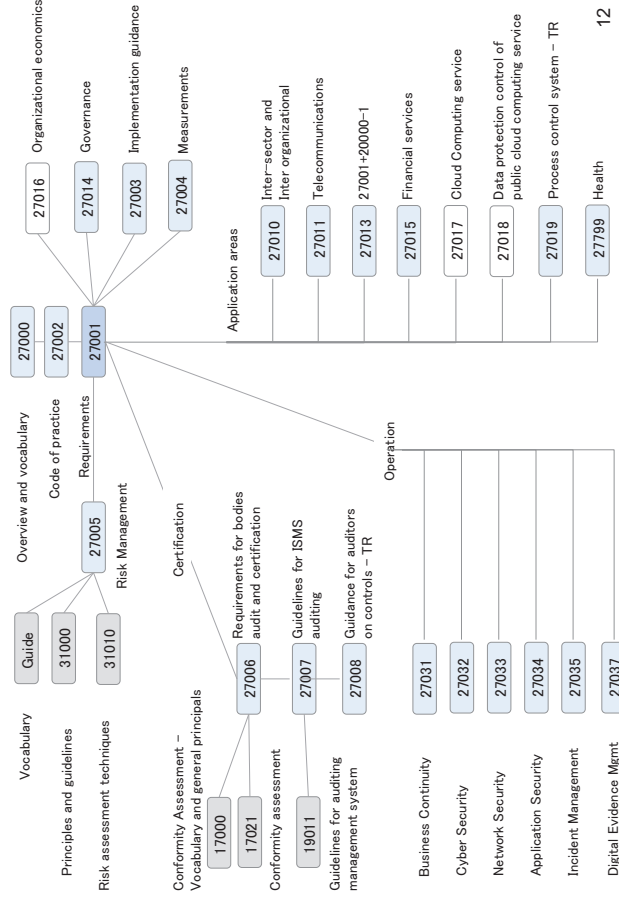 Overview and vocabulary
27000
Code of practice
27002
Requirements
27001
27016
Organizational economics
27014
Governance
27003
Implementation guidance
27004
Measurements
Vocabulary
Guide
Principles and guidelines
31000
Risk assessment techniques
31010
27005
Risk Management
Certification
Conformity Assessment –
Vocabulary and general principals
17000
17021
Conformity assessment
19011
Guidelines for auditing
management system
27006
Requirements for bodies
audit and certification
27007
Guidelines for ISMS
auditing
27008
Guidance for auditors
on controls – TR
Operation
Business Continuity
27031
Cyber Security
27032
Network Security
27033
Application Security
27034
Incident Management
27035
Digital Evidence Mgmt
27037
Application areas
27010
Inter-sector and
Inter organizational
27011
Telecommunications
27013
27001+20000-1
27015
Financial services
27017
Cloud Computing service
27018
Data protection control of
public cloud computing service
27019
Process control system – TR
27799
Health
12